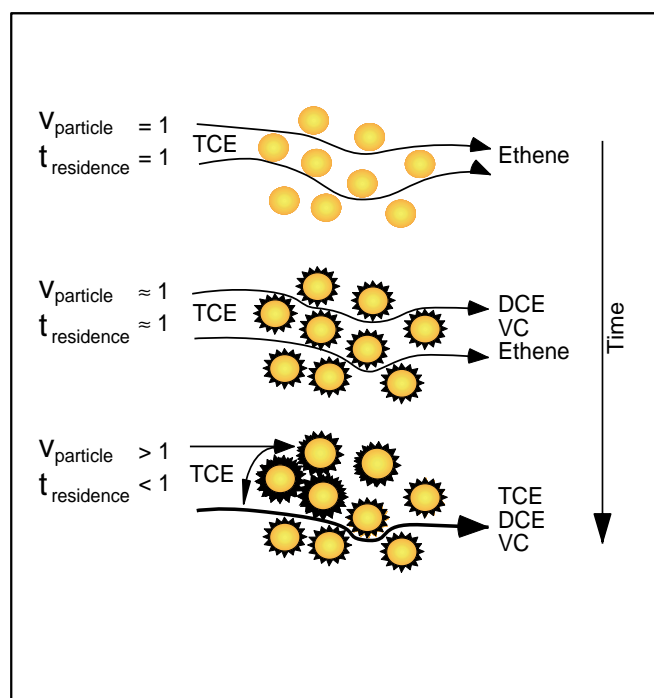 v particle = 1
t residence = 1
TCE
Ethene
v particle ≈ 1
t residence ≈ 1
TCE
DCE
VC
Ethene
v particle > 1
t residence < 1
TCE
TCE
DCE
VC
Time